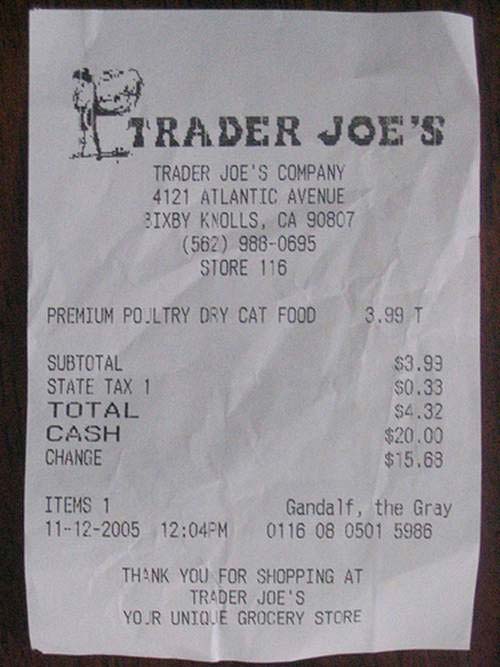 TRADER JOE'S
TRADER JOE'S COMPANY
4121 ATLANTIC AVENUE
BIXBY KNOLLS, CA 90807
(562) 988-0695
STORE 116
PREMIUM POULTRY DRY CAT FOOD 3.99 T
SUBTOTAL $3.99
STATE TAX 1 $0.33
TOTAL $4.32
CASH $20.00
CHANGE $15.68
ITEMS 1 Gandalf, the Gray
11-12-2005 12:04PM 0116 08 0501 5986
THANK YOU FOR SHOPPING AT
TRADER JOE'S
YOUR UNIQUE GROCERY STORE